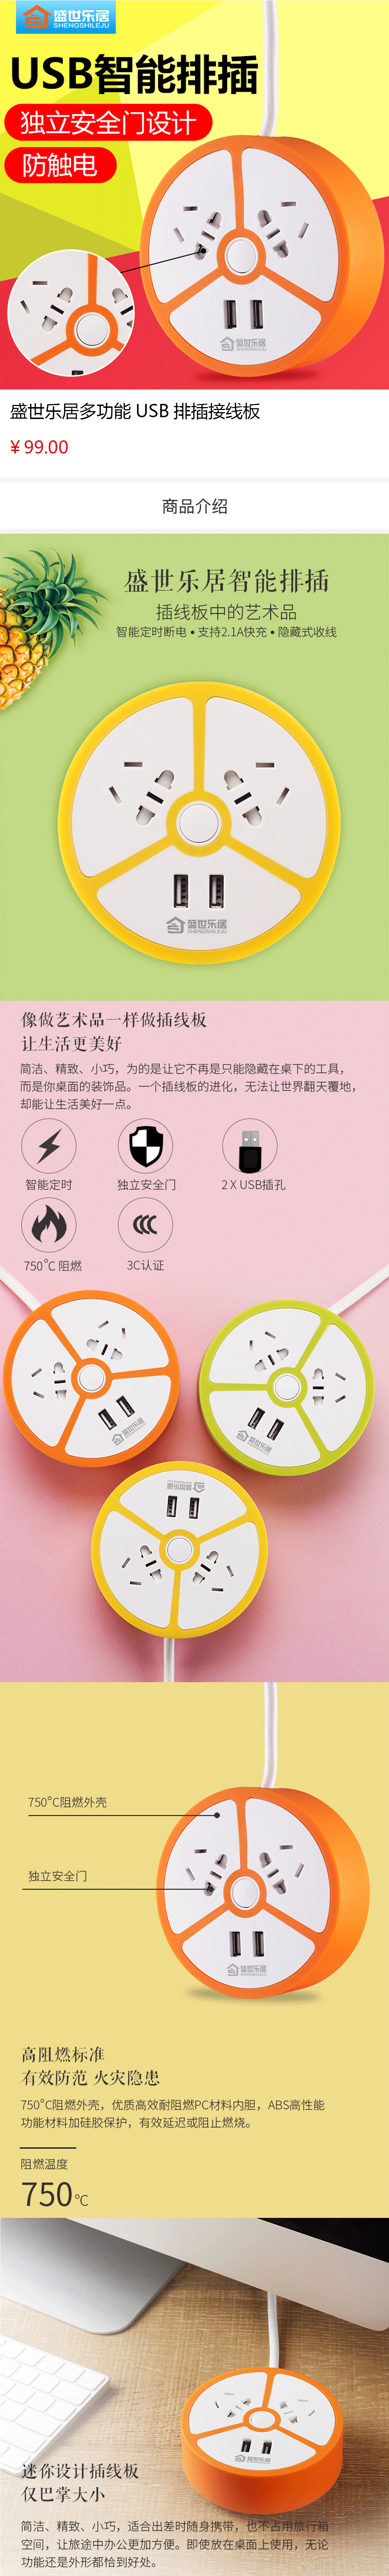 盛世乐居
SHENGSHILEJU
USB智能排插
独立安全门设计
防触电
盛世乐居
SHENGSHILEJU
盛世乐居多功能 USB 排插接线板
¥ 99.00
商品介绍
盛世乐居智能排插
插线板中的艺术品
智能定时断电 • 支持2.1A快充 • 隐藏式收线
盛世乐居
SHENGSHILEJU
像做艺术品一样做插线板
让生活更美好
简洁、精致、小巧，为的是让它不再是只能隐藏在桌下的工具，
而是你桌面的装饰品。一个插线板的进化，无法让世界翻天覆地，
却能让生活美好一点。
智能定时
独立安全门
2 X USB插孔
750°C 阻燃
3C认证
盛世乐居
盛世乐居
盛世乐居
750°C阻燃外壳
独立安全门
盛世乐居
SHENGSHILEJU
高阻燃标准
有效防范 火灾隐患
750°C阻燃外壳，优质高效耐阻燃PC材料内胆，ABS高性能
功能材料加硅胶保护，有效延迟或阻止燃烧。
阻燃温度
750°C
盛世乐居
迷你设计插线板
仅巴掌大小
简洁、精致、小巧，适合出差时随身携带，也不占用旅行箱
空间，让旅途中办公更加方便。即使放在桌面上使用，无论
功能还是外形都恰到好处。